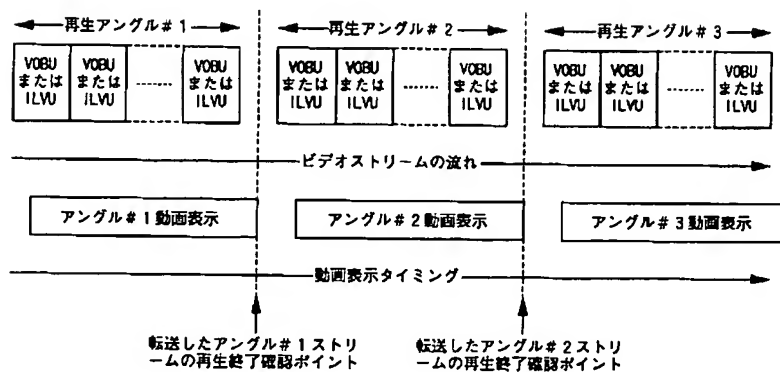 再生アングル#1
再生アングル#2
再生アングル#3
VOBU
または
ILVU
VOBU
または
ILVU
........
VOBU
または
ILVU
VOBU
または
ILVU
VOBU
または
ILVU
........
VOBU
または
ILVU
VOBU
または
ILVU
VOBU
または
ILVU
........
VOBU
または
ILVU
ビデオストリームの流れ
アングル#1動画表示
アングル#2動画表示
アングル#3動画表示
動画表示タイミング
転送したアングル#1ストリ
ームの再生終了確認ポイント
転送したアングル#2ストリ
ームの再生終了確認ポイント